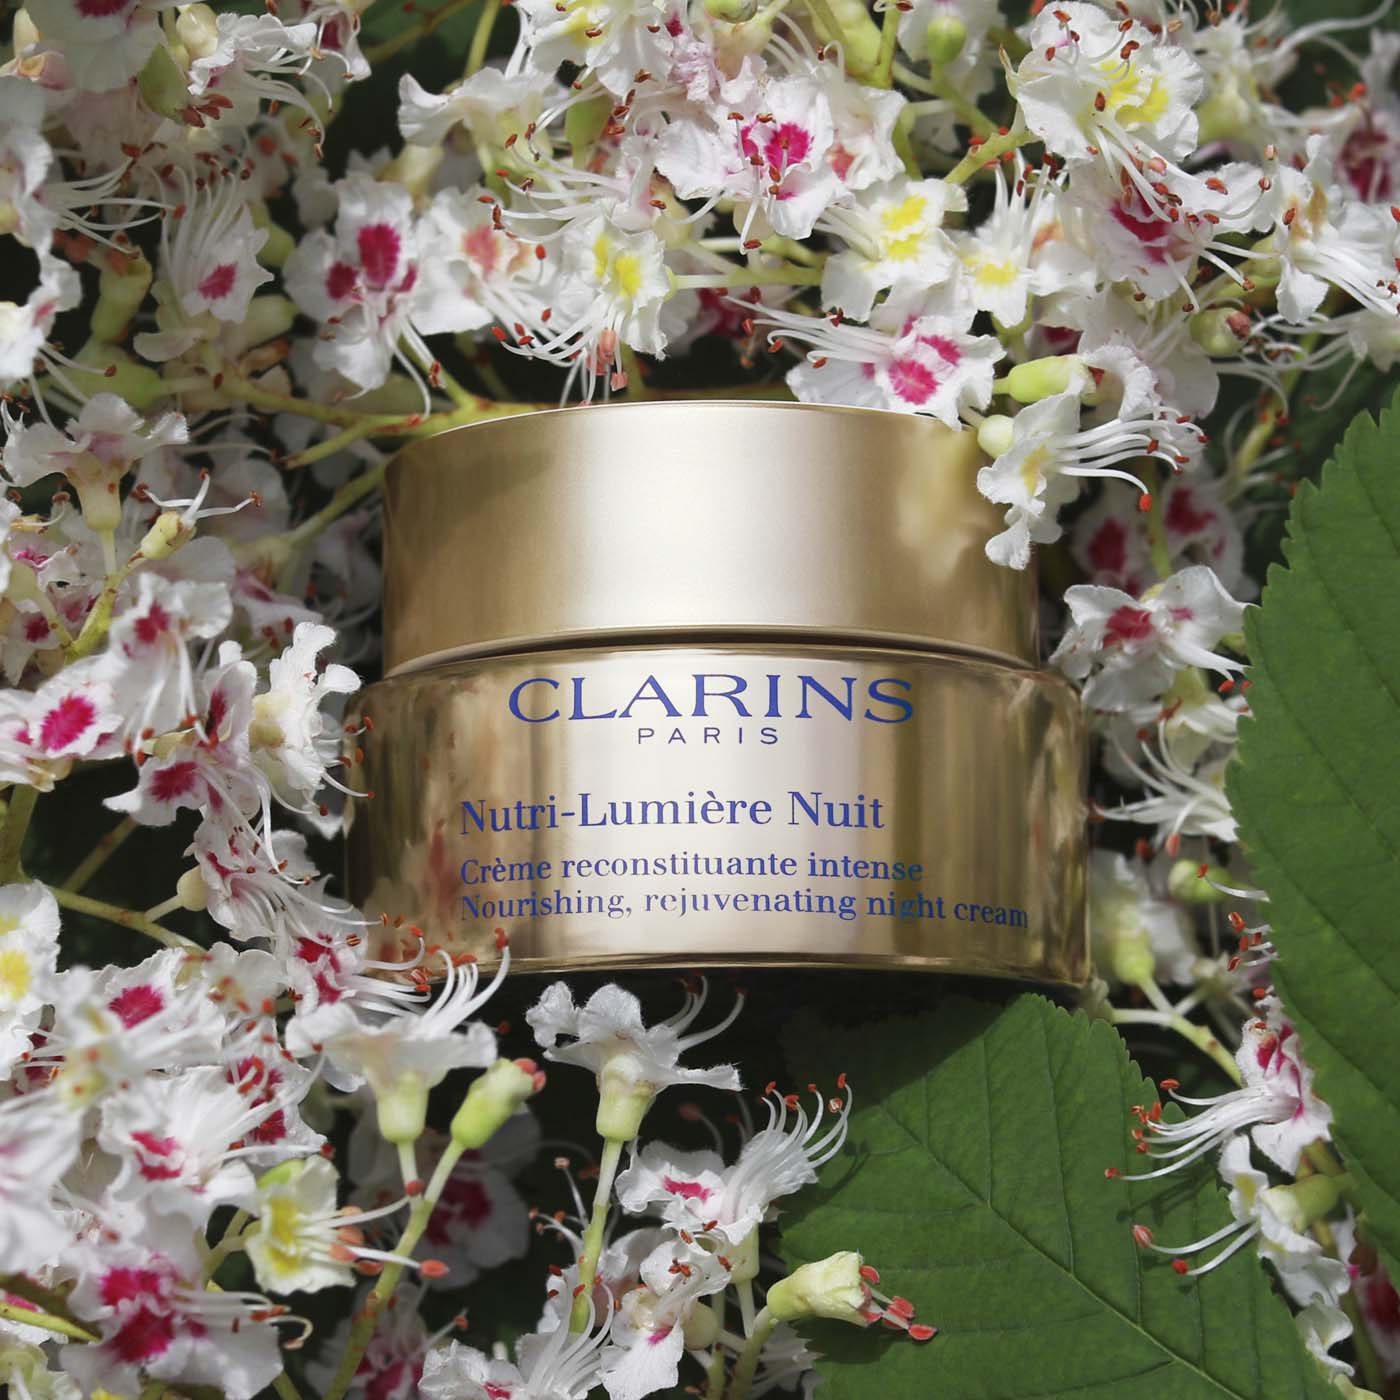 CLARINS
PARIS
Nutri-Lumière Nuit
Crème reconstituante intense
Nourishing, rejuvenating night cream